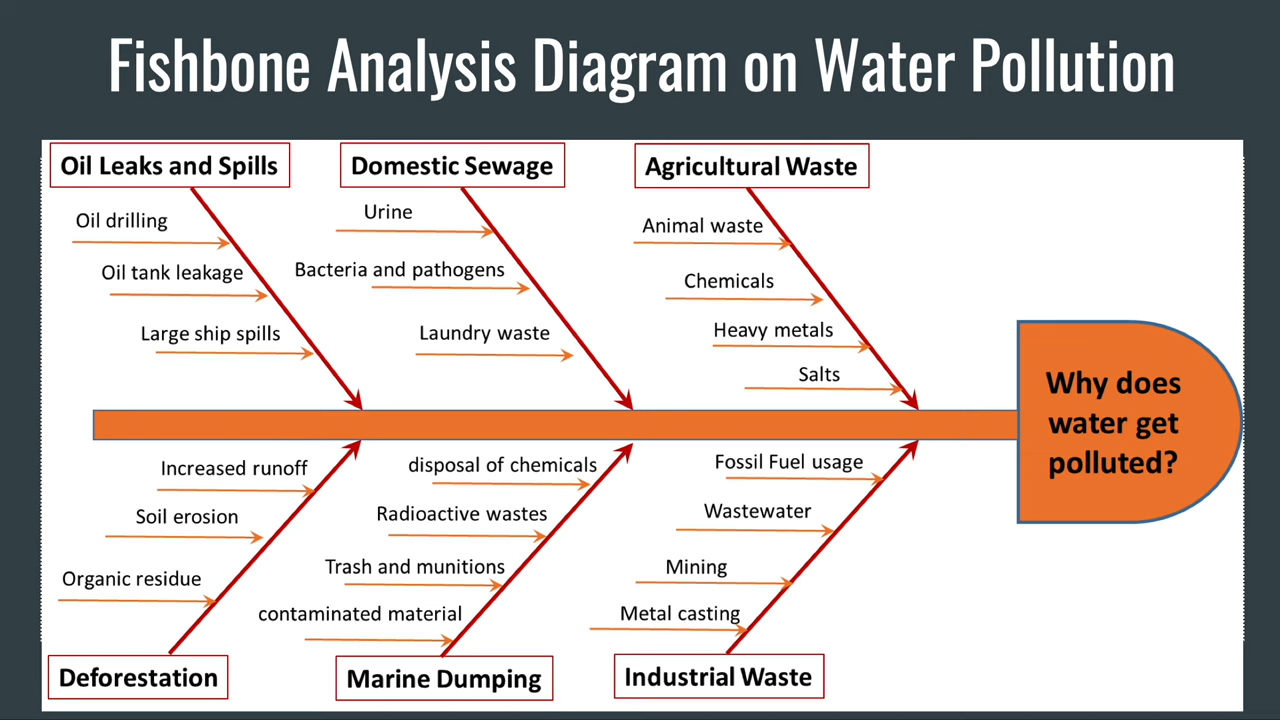 Fishbone Analysis Diagram on Water Pollution
Oil Leaks and Spills
Oil drilling
Oil tank leakage
Large ship spills
Domestic Sewage
Urine
Bacteria and pathogens
Laundry waste
Agricultural Waste
Animal waste
Chemicals
Heavy metals
Salts
Why does
water get
polluted?
Increased runoff
Soil erosion
Organic residue
Deforestation
disposal of chemicals
Radioactive wastes
Trash and munitions
contaminated material
Marine Dumping
Fossil Fuel usage
Wastewater
Mining
Metal casting
Industrial Waste